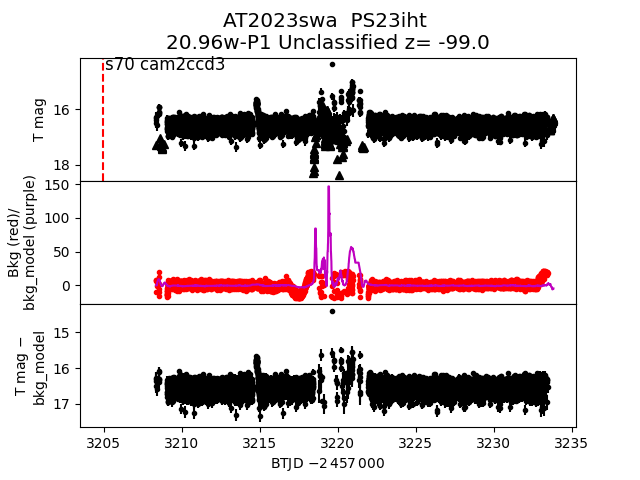 AT2023swa  PS23iht
20.96w-P1 Unclassified z= -99.0
s70 cam2ccd3
T mag
16
18
Bkg (red)/
bkg_model (purple)
150
100
50
0
T mag −
bkg_model
15
16
17
3205 3210 3215 3220 3225 3230 3235
BTJD −2 457 000